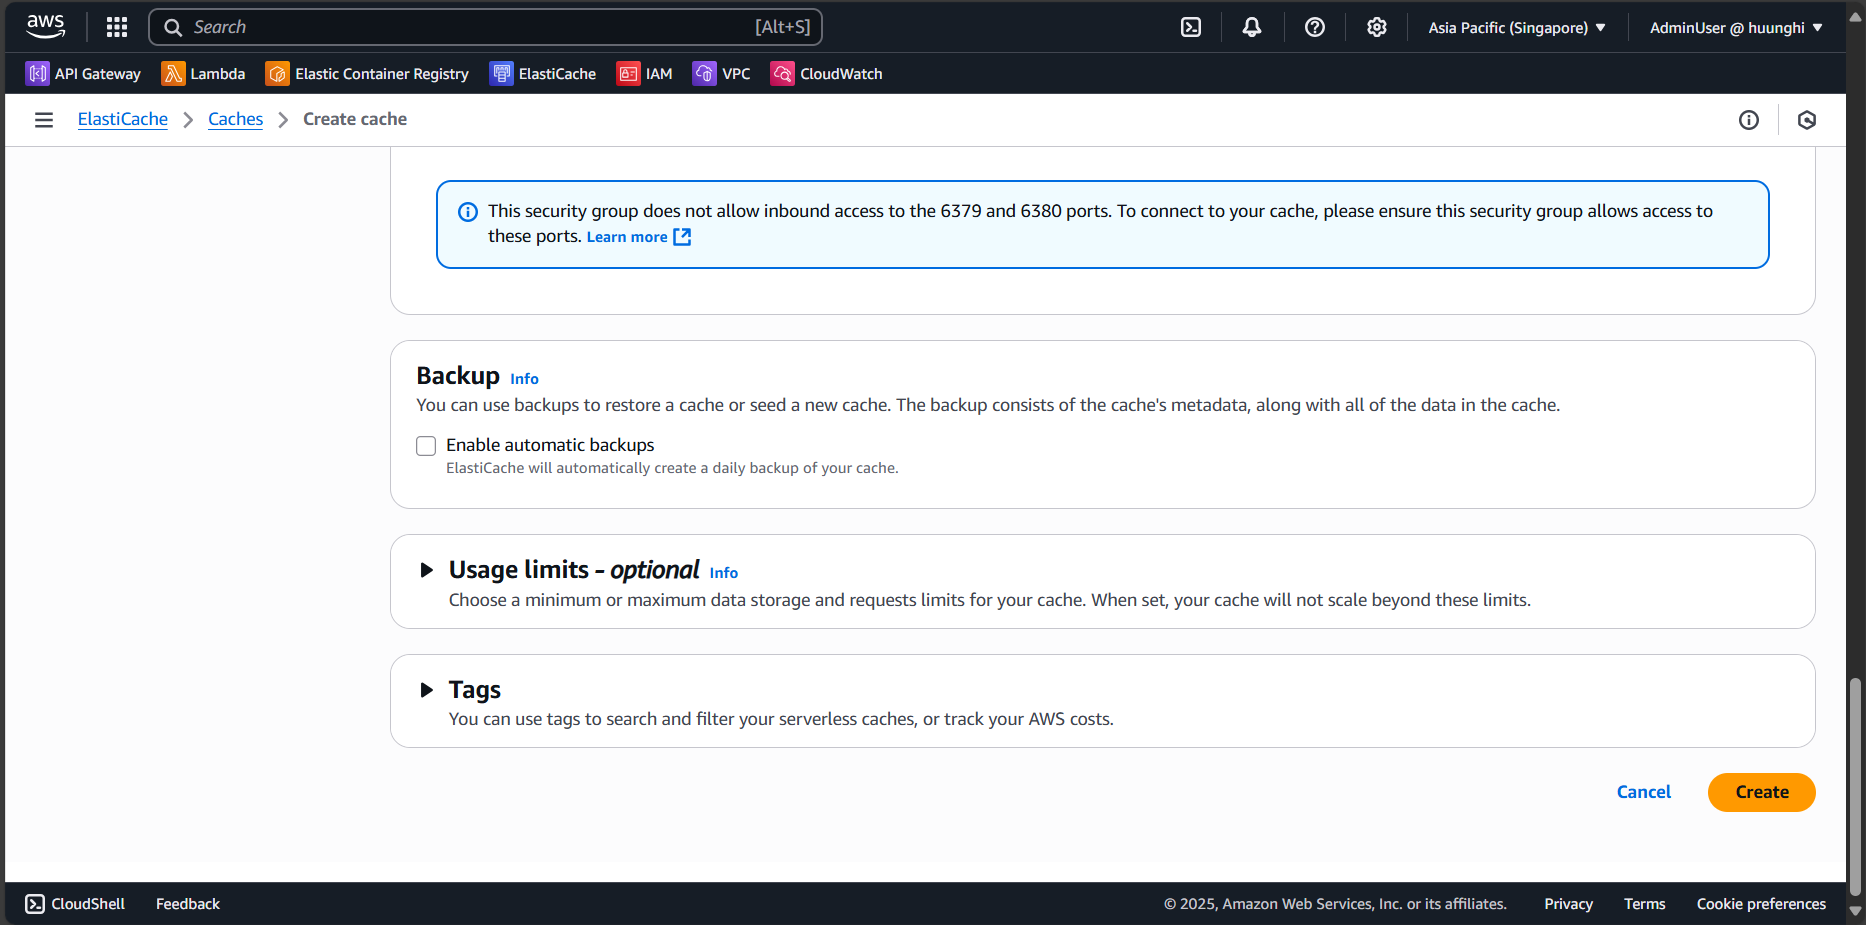 aws
Search
[Alt+S]
Asia Pacific (Singapore)
AdminUser @ huunghi
API Gateway
Lambda
Elastic Container Registry
ElastiCache
IAM
VPC
CloudWatch
ElastiCache
Caches
Create cache
This security group does not allow inbound access to the 6379 and 6380 ports. To connect to your cache, please ensure this security group allows access to
these ports. Learn more
Backup Info
You can use backups to restore a cache or seed a new cache. The backup consists of the cache's metadata, along with all of the data in the cache.
Enable automatic backups
ElastiCache will automatically create a daily backup of your cache.
Usage limits - optional Info
Choose a minimum or maximum data storage and requests limits for your cache. When set, your cache will not scale beyond these limits.
Tags
You can use tags to search and filter your serverless caches, or track your AWS costs.
Cancel
Create
CloudShell
Feedback
© 2025, Amazon Web Services, Inc. or its affiliates.
Privacy
Terms
Cookie preferences